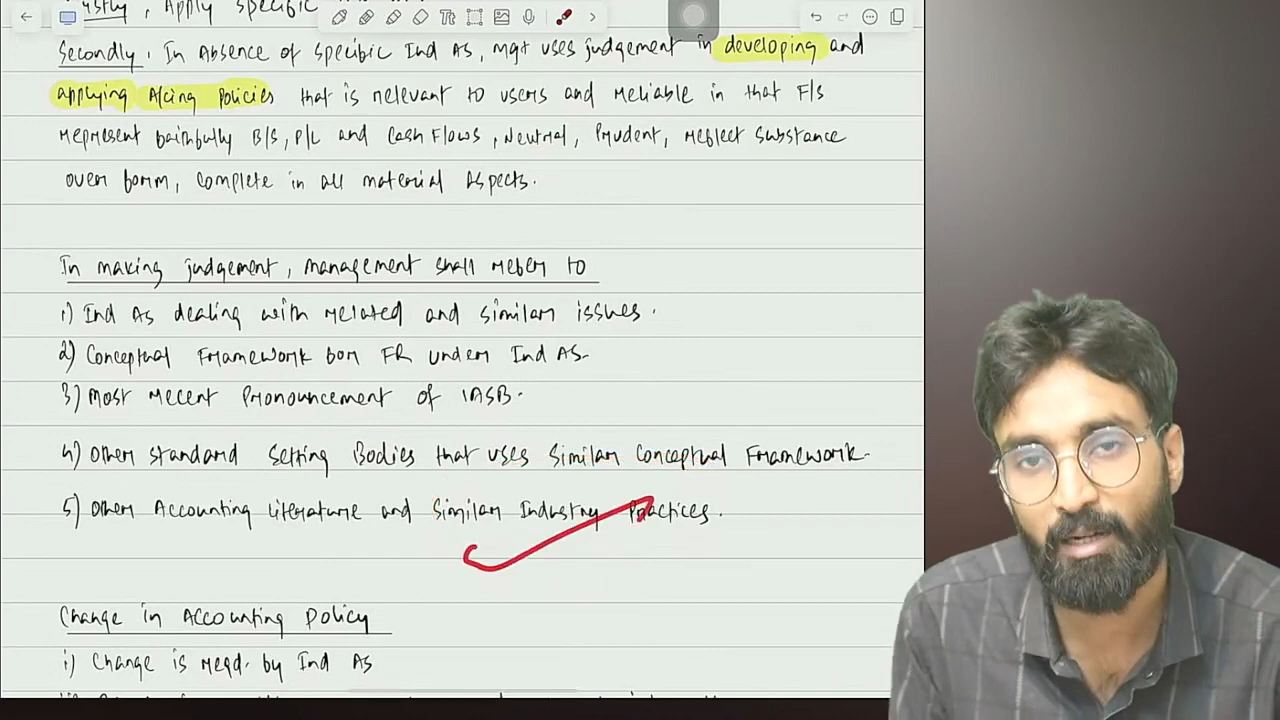 Firstly, Apply specific
Secondly. In Absence of specific Ind As, mgt uses judgement in developing and
applying A/cing policies that is relevant to users and reliable in that F/s
represent faithfully B/S, P/L and Cash Flows, Neutral, Prudent, reflect substance
over form, complete in all material Aspects.
In making judgement, management shall refer to
1) Ind As dealing with related and similar issues.
2) Conceptual Framework for FR under Ind AS.
3) Most recent Pronouncement of IASB.
4) Other standard Setting Bodies that uses Similar Conceptual Framework.
5) Other Accounting Literature and Similar Industry Practices.
Change in Accounting Policy
i) Change is reqd. by Ind As